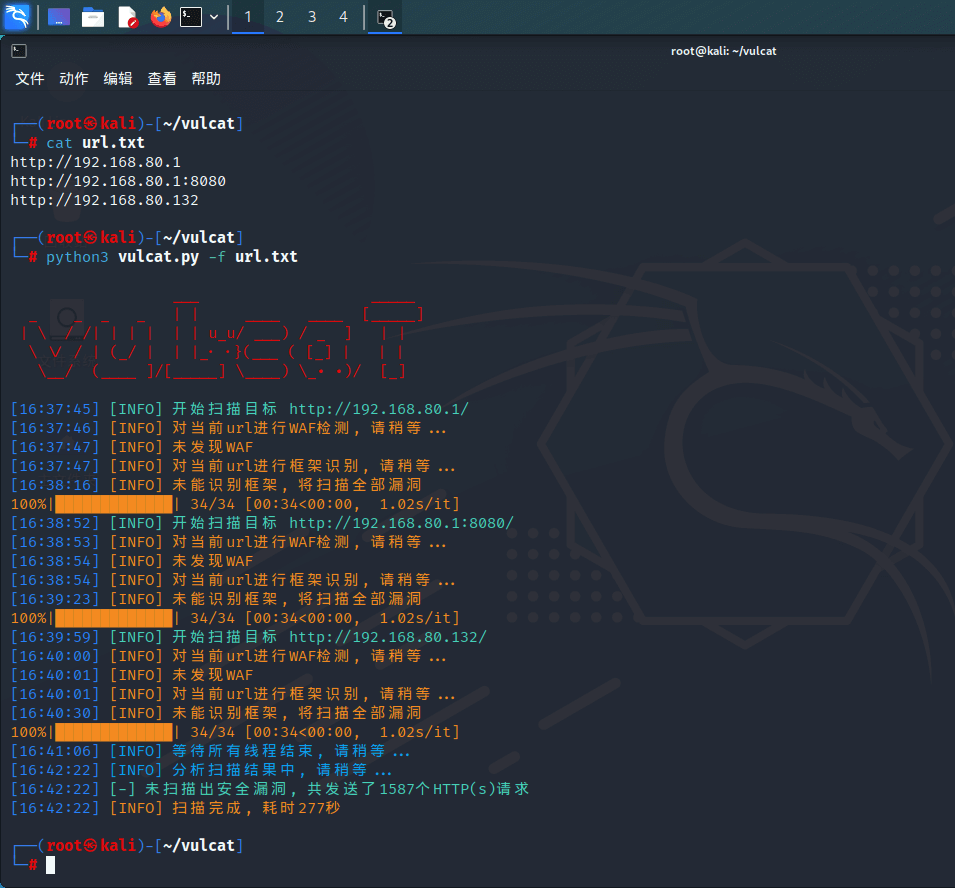 1 2 3 4 2
root@kali: ~/vulcat
文件 动作 编辑 查看 帮助
┌──(root㉿kali)-[~/vulcat]
└─# cat url.txt
http://192.168.80.1
http://192.168.80.1:8080
http://192.168.80.132
┌──(root㉿kali)-[~/vulcat]
└─# python3 vulcat.py -f url.txt
[16:37:45] [INFO] 开始扫描目标 http://192.168.80.1/
[16:37:46] [INFO] 对当前url进行WAF检测, 请稍等...
[16:37:47] [INFO] 未发现WAF
[16:37:47] [INFO] 对当前url进行框架识别, 请稍等...
[16:38:16] [INFO] 未能识别框架, 将扫描全部漏洞
100%|█████████████| 34/34 [00:34<00:00,  1.02s/it]
[16:38:52] [INFO] 开始扫描目标 http://192.168.80.1:8080/
[16:38:53] [INFO] 对当前url进行WAF检测, 请稍等...
[16:38:54] [INFO] 未发现WAF
[16:38:54] [INFO] 对当前url进行框架识别, 请稍等...
[16:39:23] [INFO] 未能识别框架, 将扫描全部漏洞
100%|█████████████| 34/34 [00:34<00:00,  1.02s/it]
[16:39:59] [INFO] 开始扫描目标 http://192.168.80.132/
[16:40:00] [INFO] 对当前url进行WAF检测, 请稍等...
[16:40:01] [INFO] 未发现WAF
[16:40:01] [INFO] 对当前url进行框架识别, 请稍等...
[16:40:30] [INFO] 未能识别框架, 将扫描全部漏洞
100%|█████████████| 34/34 [00:34<00:00,  1.02s/it]
[16:41:06] [INFO] 等待所有线程结束, 请稍等...
[16:42:22] [INFO] 分析扫描结果中, 请稍等...
[16:42:22] [-] 未扫描出安全漏洞, 共发送了1587个HTTP(s)请求
[16:42:22] [INFO] 扫描完成, 耗时277秒
┌──(root㉿kali)-[~/vulcat]
└─#